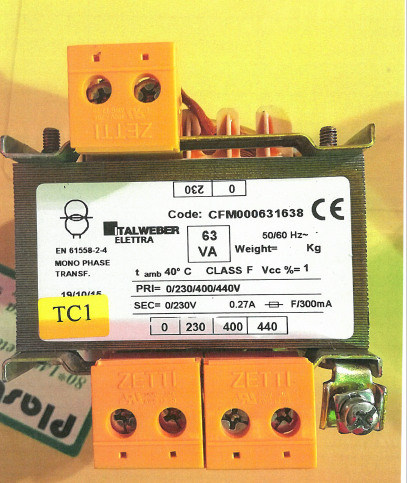 ZETTI
0 230
Code: CFM000631638 CE
ITALWEBER
ELETTRA
63
VA
50/60 Hz~
Weight= Kg
EN 61558-2-4
MONO PHASE
TRANSF.
t amb 40° C CLASS F Vcc %= 1
19/10/15
PRI= 0/230/400/440V
TC1
SEC= 0/230V 0.27A F/300mA
0 230 400 440
ZETTI ZETTI